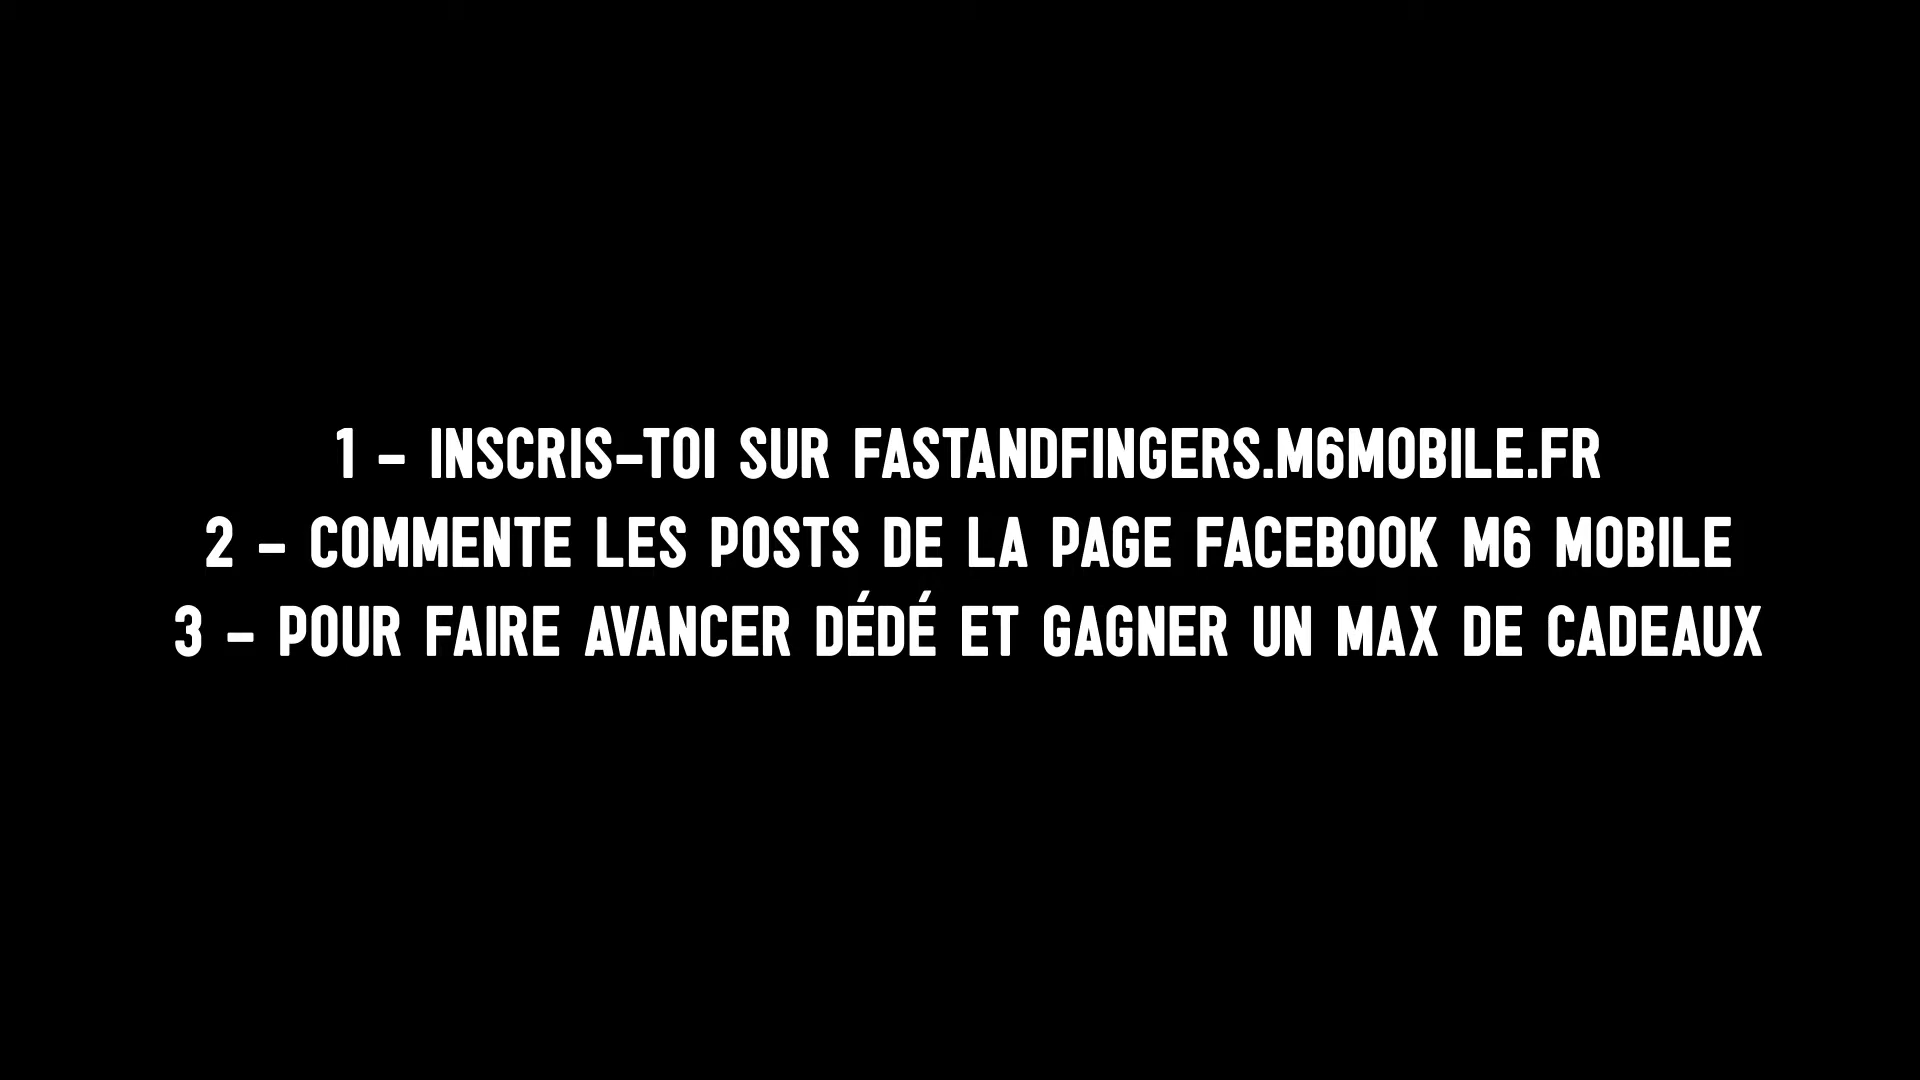 1 - INSCRIS-TOI SUR FASTANDFINGERS.M6MOBILE.FR
2 - COMMENTE LES POSTS DE LA PAGE FACEBOOK M6 MOBILE
3 - POUR FAIRE AVANCER DÉDÉ ET GAGNER UN MAX DE CADEAUX